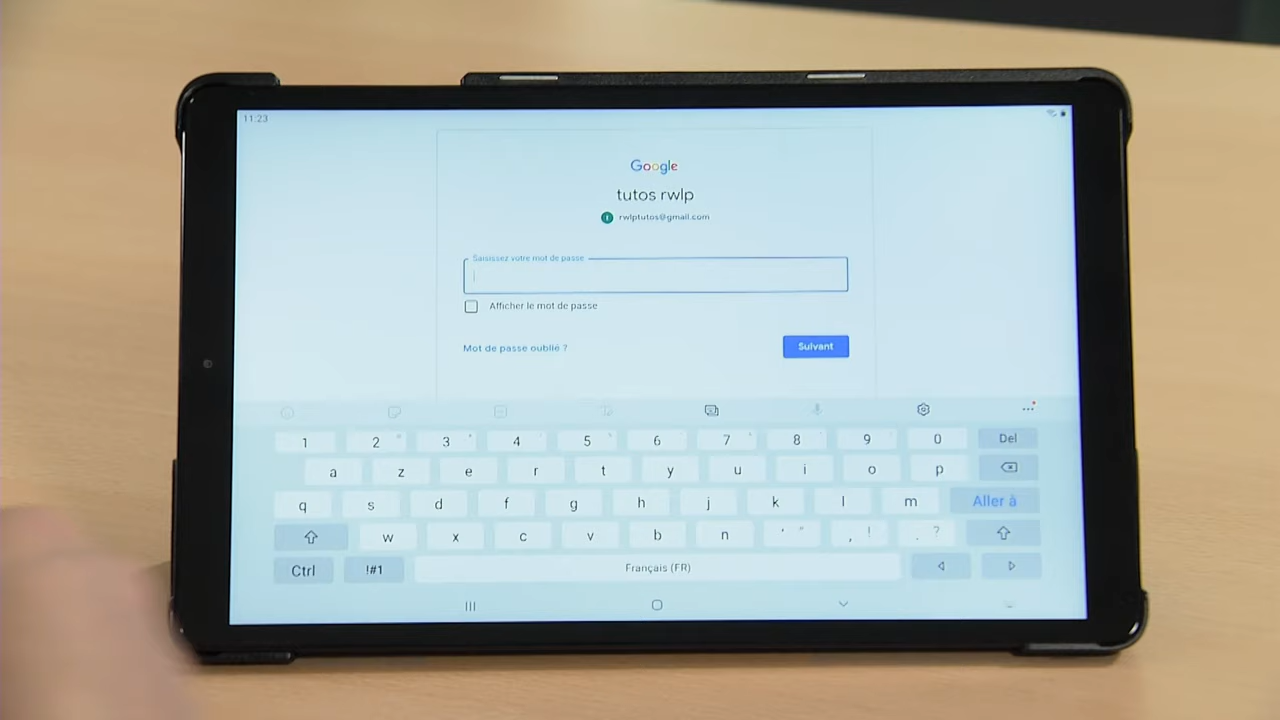 11:23
Google
tutos rwlp
rwlptutos@gmail.com
Saisissez votre mot de passe
Afficher le mot de passe
Mot de passe oublié ? Suivant
1 2 3 4 5 6 7 8 9 0 Del
a z e r t y u i o p
q s d f g h j k l m Aller à
w x c v b n ' " , ! . ?
Ctrl !#1 Français (FR)